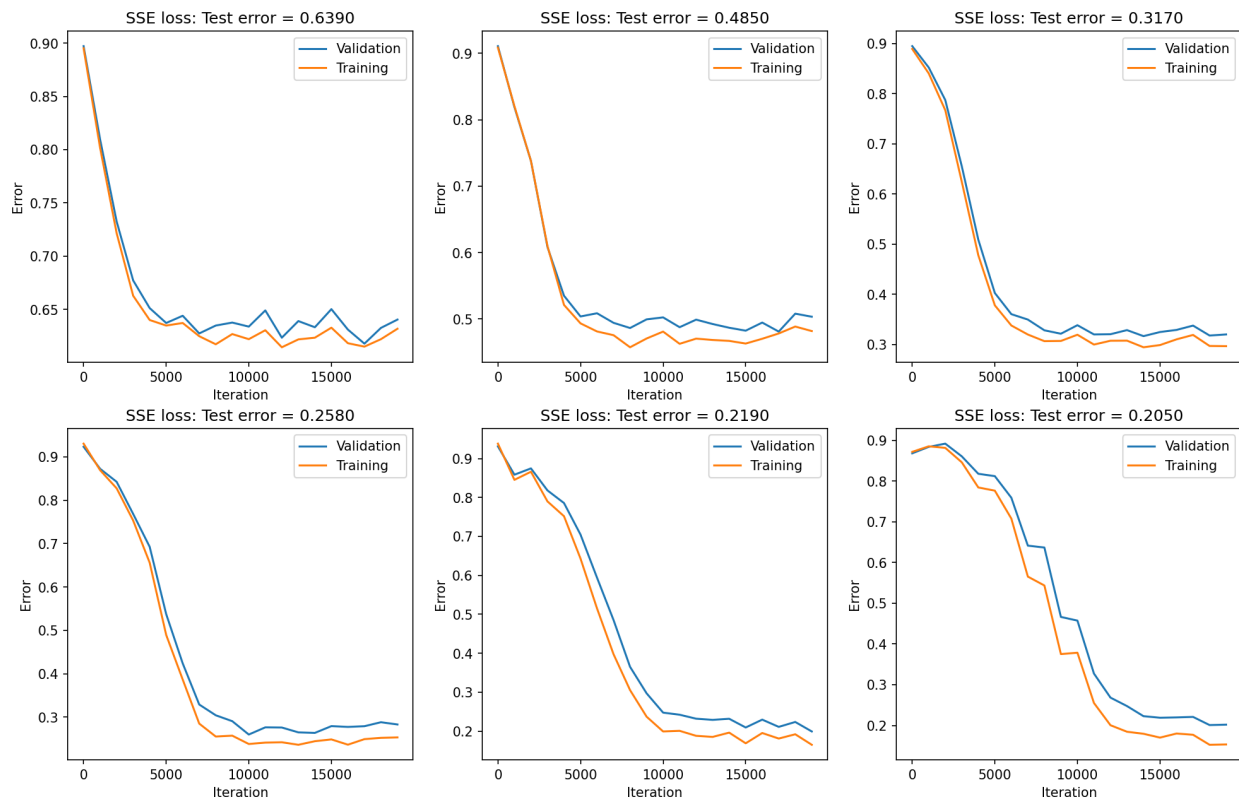 SSE loss: Test error = 0.6390
0.90
0.85
0.80
0.75
0.70
0.65
Error
Validation
Training
0
5000
10000
15000
Iteration
SSE loss: Test error = 0.4850
0.9
0.8
0.7
0.6
0.5
Error
Validation
Training
0
5000
10000
15000
Iteration
SSE loss: Test error = 0.3170
0.9
0.8
0.7
0.6
0.5
0.4
0.3
Error
Validation
Training
0
5000
10000
15000
Iteration
SSE loss: Test error = 0.2580
0.9
0.8
0.7
0.6
0.5
0.4
0.3
Error
Validation
Training
0
5000
10000
15000
Iteration
SSE loss: Test error = 0.2190
0.9
0.8
0.7
0.6
0.5
0.4
0.3
0.2
Error
Validation
Training
0
5000
10000
15000
Iteration
SSE loss: Test error = 0.2050
0.9
0.8
0.7
0.6
0.5
0.4
0.3
0.2
Error
Validation
Training
0
5000
10000
15000
Iteration